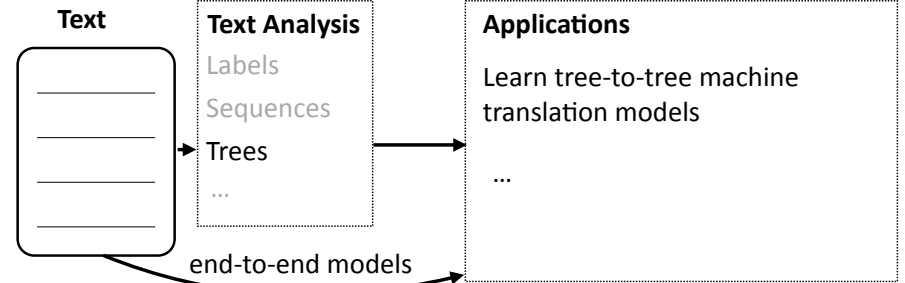 Text
Text Analysis
Labels
Sequences
Trees
...
Applications
Learn tree-to-tree machine
translation models
...
end-to-end models